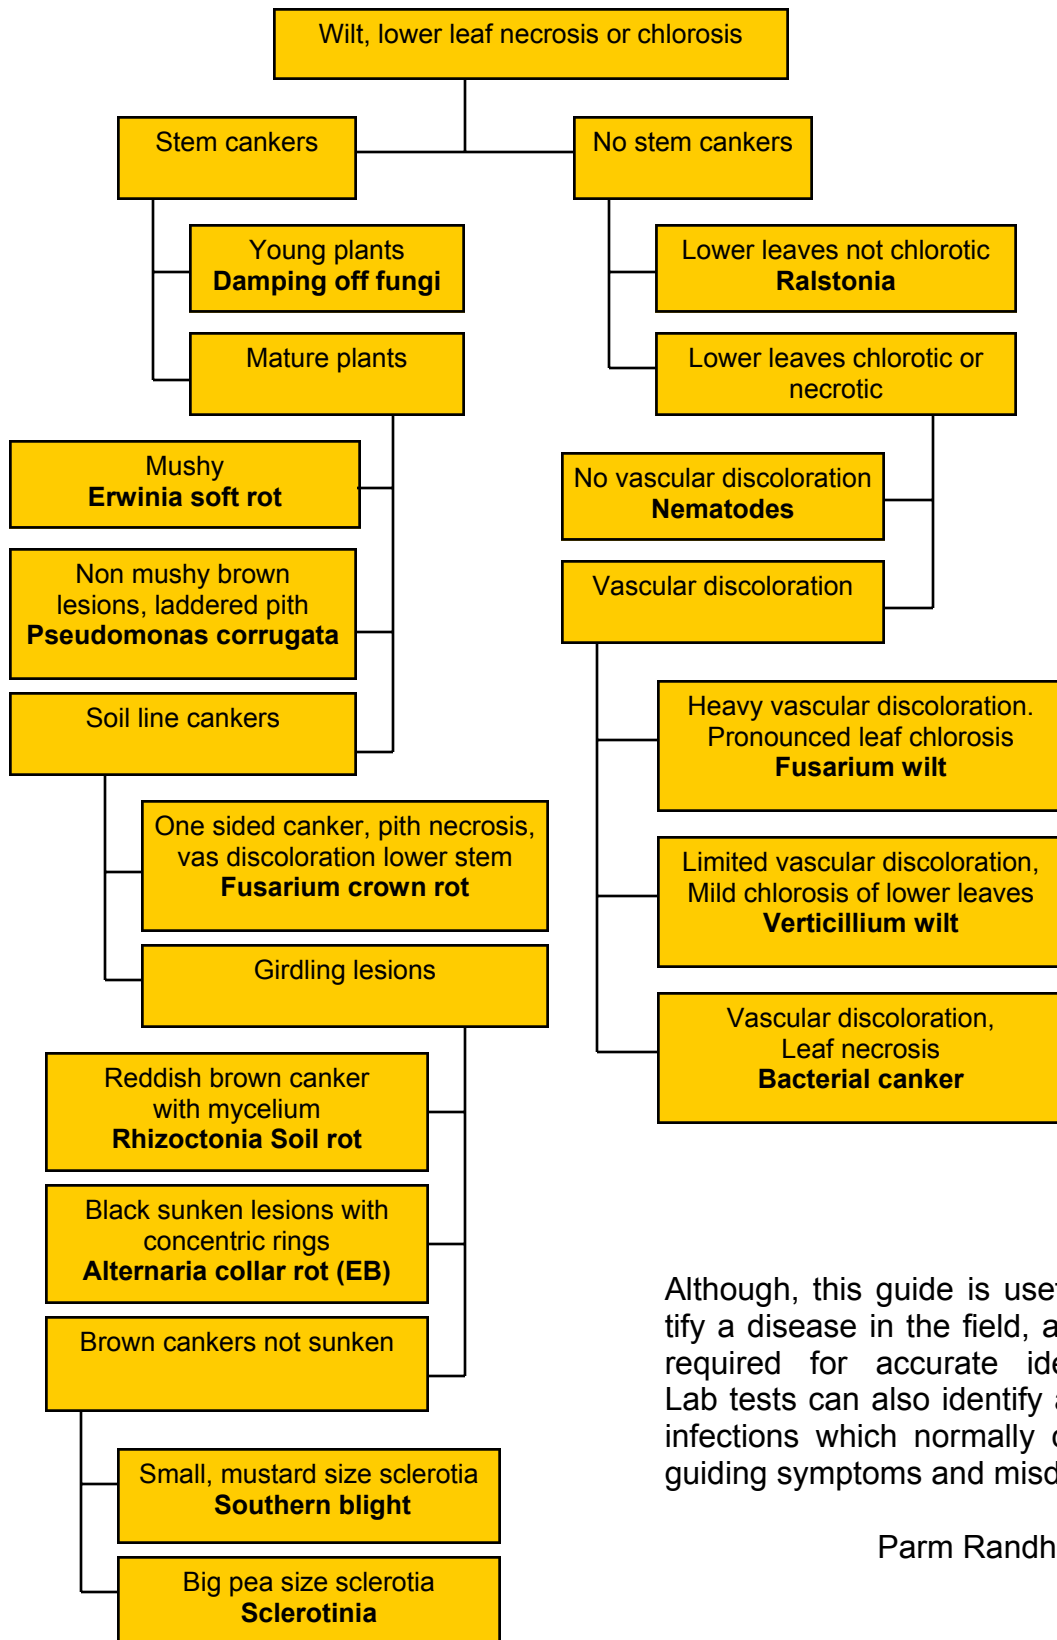 Wilt, lower leaf necrosis or chlorosis
Stem cankers
No stem cankers
Young plants
Damping off fungi
Mature plants
Mushy
Erwinia soft rot
Non mushy brown
lesions, laddered pith
Pseudomonas corrugata
Soil line cankers
One sided canker, pith necrosis,
vas discoloration lower stem
Fusarium crown rot
Girdling lesions
Reddish brown canker
with mycelium
Rhizoctonia Soil rot
Black sunken lesions with
concentric rings
Alternaria collar rot (EB)
Brown cankers not sunken
Small, mustard size sclerotia
Southern blight
Big pea size sclerotia
Sclerotinia
Lower leaves not chlorotic
Ralstonia
Lower leaves chlorotic or
necrotic
No vascular discoloration
Nematodes
Vascular discoloration
Heavy vascular discoloration.
Pronounced leaf chlorosis
Fusarium wilt
Limited vascular discoloration,
Mild chlorosis of lower leaves
Verticillium wilt
Vascular discoloration,
Leaf necrosis
Bacterial canker
Although, this guide is usef
tify a disease in the field, a
required for accurate ide
Lab tests can also identify a
infections which normally
guiding symptoms and misd
Parm Randh